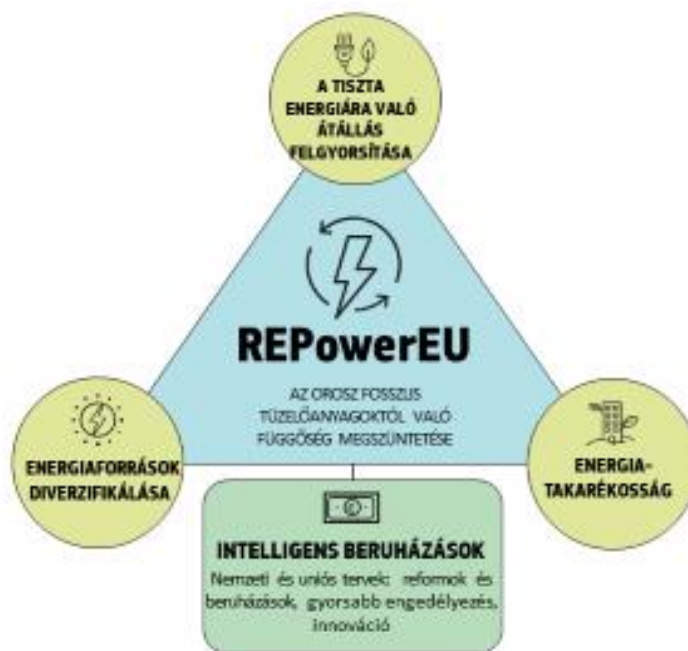 A TISZTA
ENERGIÁRA VALÓ
ÁTÁLLÁS
FELGYORSÍTÁSA
REPowerEU
AZ OROSZ FOSSZLIS
TÜZELŐANYAGOKTÓL VALÓ
FÜGGŐSÉG MEGSZÜNTETÉSE
ENERGIAFORRÁSOK
DIVERZIFIKÁLÁSA
ENERGIA-
TAKARÉKOSSÁG
INTELLIGENS BERUHÁZÁSOK
Nemzeti és uniós tervek: reformok és
beruházások, gyorsabb engedélyezés,
innováció